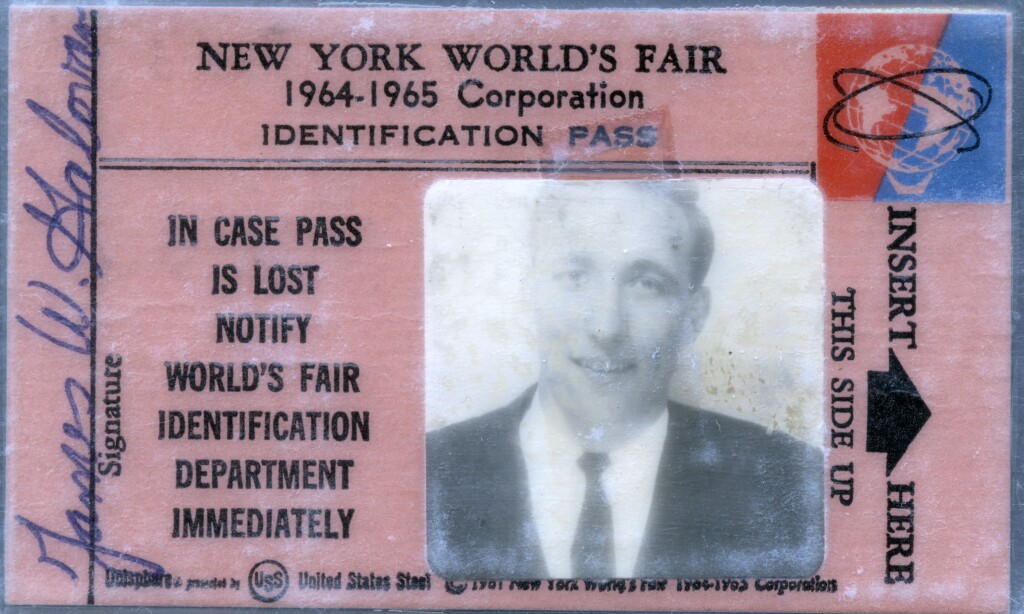 NEW YORK WORLD'S FAIR
1964-1965 Corporation
IDENTIFICATION PASS
IN CASE PASS
IS LOST
NOTIFY
WORLD'S FAIR
IDENTIFICATION
DEPARTMENT
IMMEDIATELY
Signature
James W.
INSERT HERE
THIS SIDE UP
Unisphere presented by USS United States Steel © 1961 New York World's Fair 1964-1965 Corporation